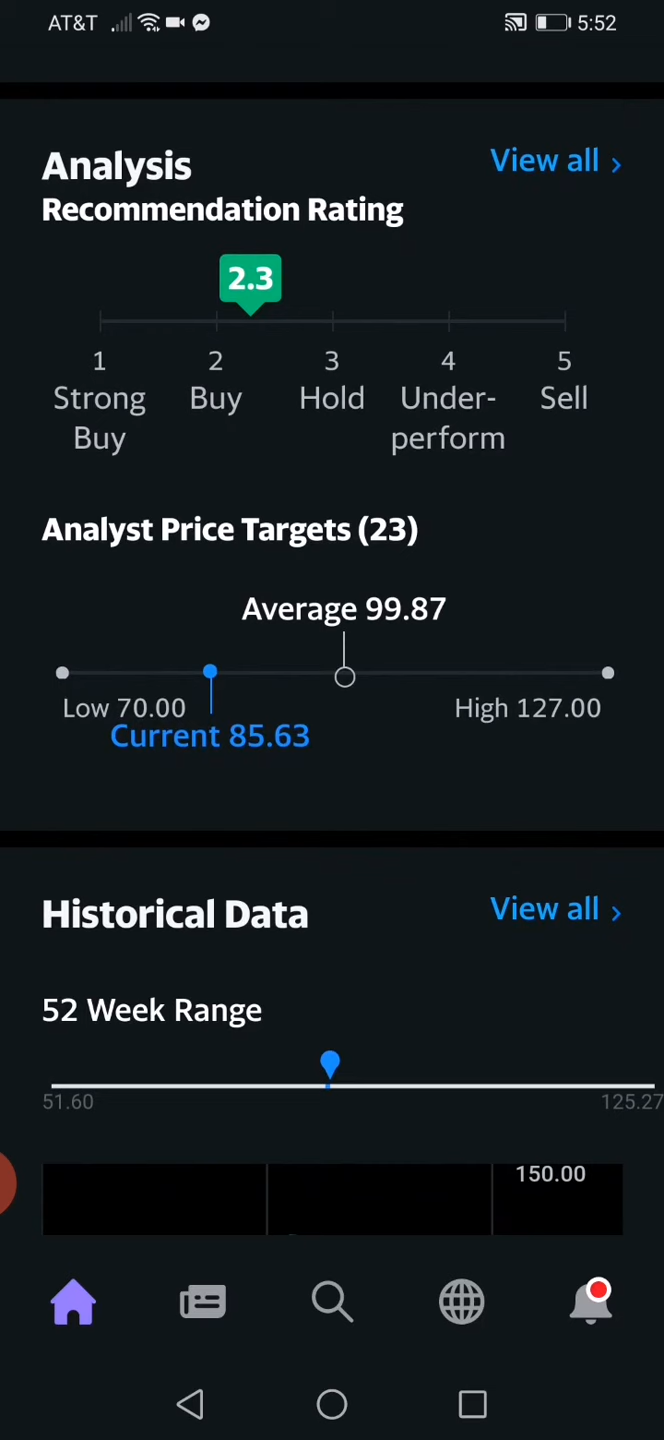 AT&T 5:52
Analysis View all >
Recommendation Rating
2.3
1 2 3 4 5
Strong Buy Hold Under- Sell
Buy perform
Analyst Price Targets (23)
Average 99.87
Low 70.00 High 127.00
Current 85.63
Historical Data View all >
52 Week Range
51.60 125.27
150.00